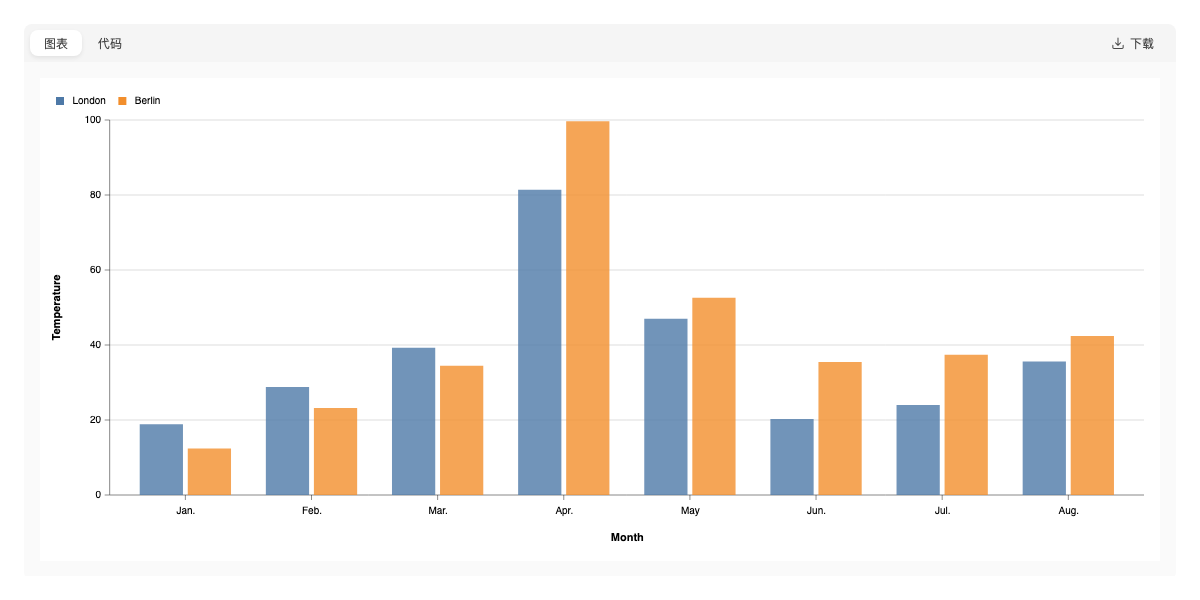 图表 代码 下载
London Berlin
100
80
60
40
20
0
Temperature
Jan. Feb. Mar. Apr. May Jun. Jul. Aug.
Month